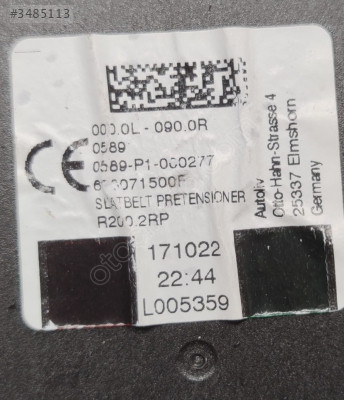 #3485113
000.0L - 090.0R
0589
0589-P1-000277
R200.2RP
PRETENSIONER
CE
171022
22:44
L005359
Autoliv
Otto-Hahn-Strasse 4
25337 Elmshorn
Germany